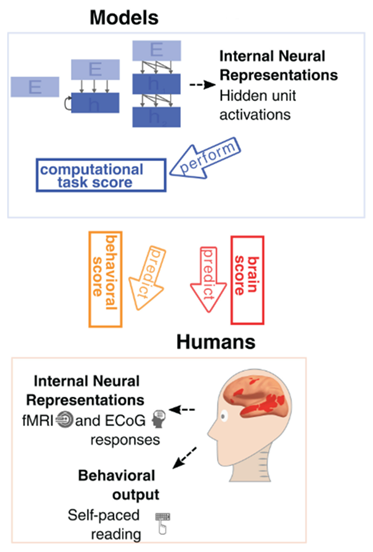 Models
E
E
E
h
h
h
Internal Neural
Representations
Hidden unit
activations
perform
computational
task score
behavioral
score
predict
predict
brain
score
Humans
Internal Neural
Representations
fMRI and ECoG
responses
Behavioral
output
Self-paced
reading